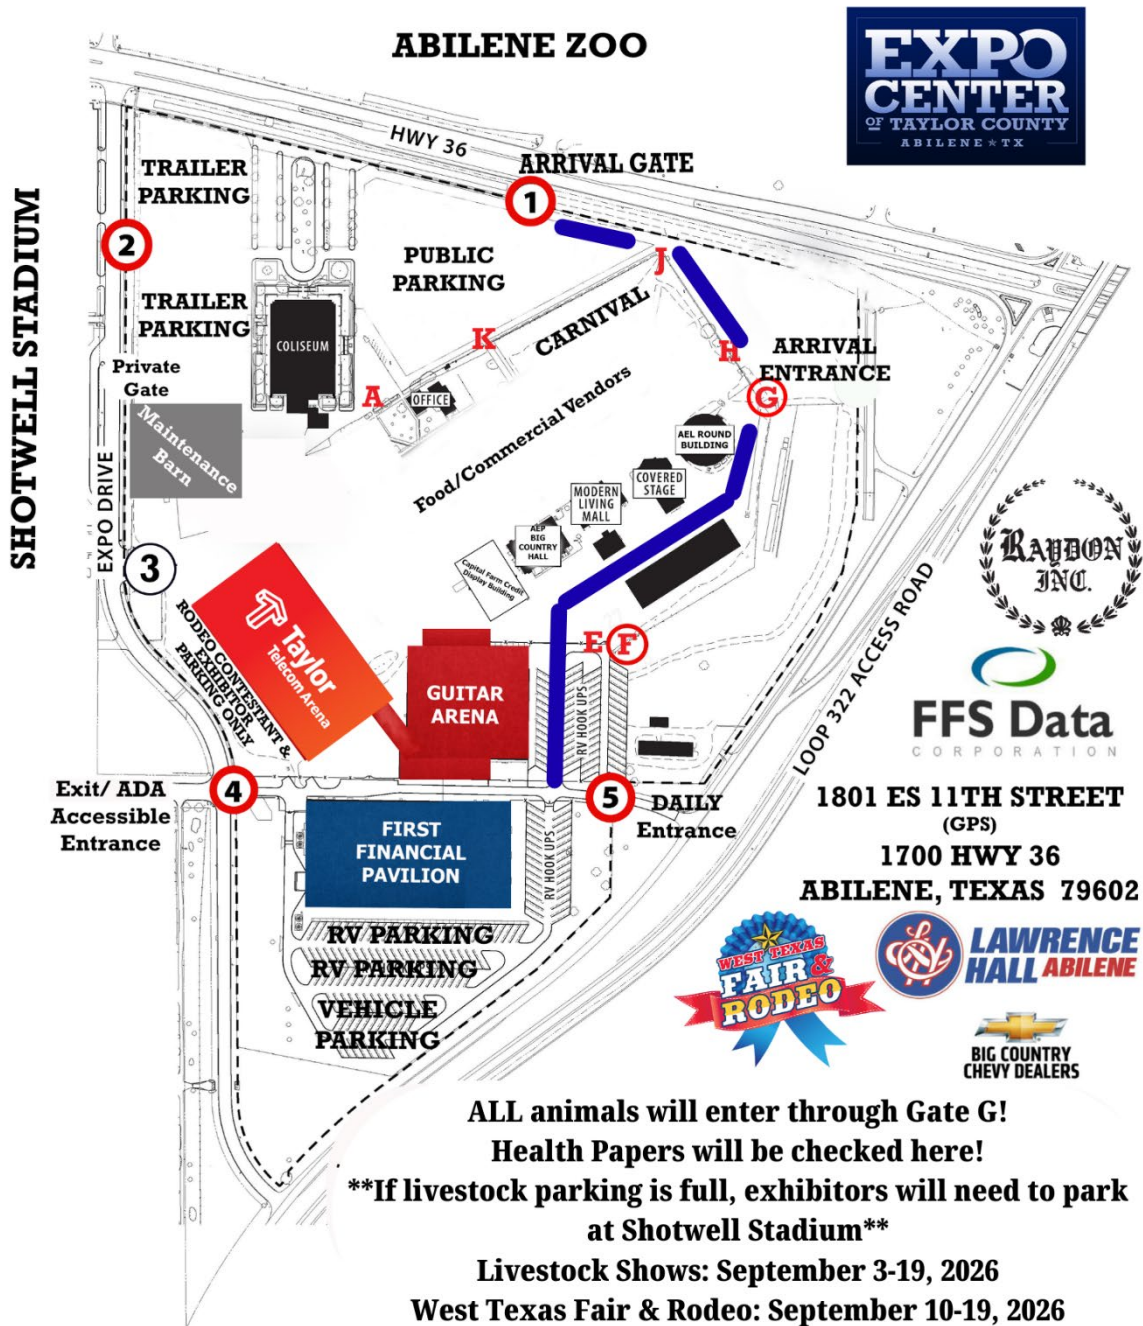 ABILENE ZOO
EXPO
CENTER
OF TAYLOR COUNTY
ABILENE ★ TX
HWY 36
ARRIVAL GATE
1
TRAILER
PARKING
SHOTWELL STADIUM
2
PUBLIC
PARKING
J
TRAILER
PARKING
COLISEUM
CARNIVAL
K
H
ARRIVAL
ENTRANCE
Private
Gate
A
OFFICE
G
Maintenance
Barn
Food/Commercial Vendors
AEL ROUND
BUILDING
EXPO DRIVE
COVERED
STAGE
MODERN
LIVING
MALL
AEP
BIG
COUNTRY
HALL
Capital Farm Credit
Display Building
3
RAYDON
INC.
Taylor
Telecom Arena
RODEO CONTESTANT &
EXHIBITOR
PARKING ONLY
E
F
GUITAR
ARENA
RV HOOK UPS
LOOP 322 ACCESS ROAD
FFS Data
CORPORATION
Exit/ ADA
Accessible
Entrance
4
5
DAILY
Entrance
1801 ES 11TH STREET
(GPS)
1700 HWY 36
ABILENE, TEXAS 79602
FIRST
FINANCIAL
PAVILION
RV HOOK UPS
RV PARKING
RV PARKING
VEHICLE
PARKING
WEST TEXAS
FAIR &
RODEO
LAWRENCE
HALL ABILENE
BIG COUNTRY
CHEVY DEALERS
ALL animals will enter through Gate G!
Health Papers will be checked here!
**If livestock parking is full, exhibitors will need to park
at Shotwell Stadium**
Livestock Shows: September 3-19, 2026
West Texas Fair & Rodeo: September 10-19, 2026